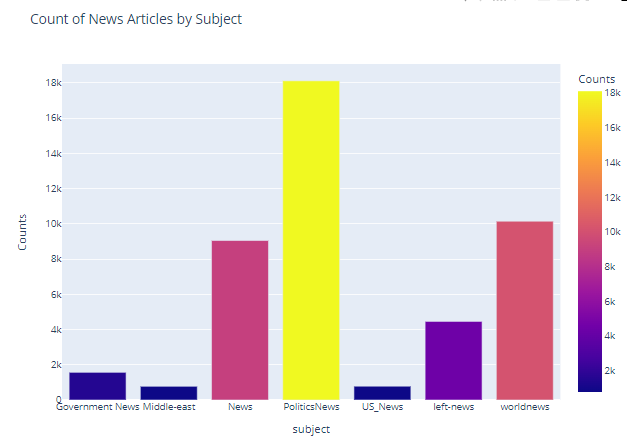 Count of News Articles by Subject
Counts
18k
16k
14k
12k
10k
8k
6k
4k
2k
0
Government News Middle-east News PoliticsNews US_News left-news worldnews
subject
Counts
18k
16k
14k
12k
10k
8k
6k
4k
2k